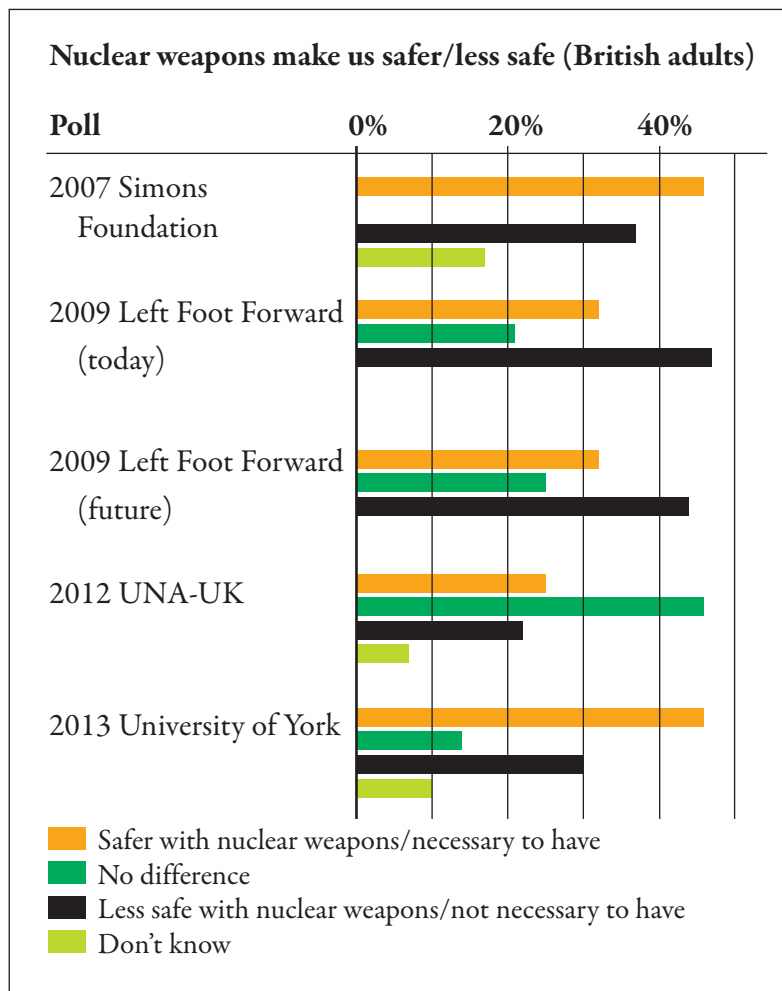 Nuclear weapons make us safer/less safe (British adults)
Poll 0% 20% 40%
2007 Simons
Foundation
2009 Left Foot Forward
(today)
2009 Left Foot Forward
(future)
2012 UNA-UK
2013 University of York
Safer with nuclear weapons/necessary to have
No difference
Less safe with nuclear weapons/not necessary to have
Don't know